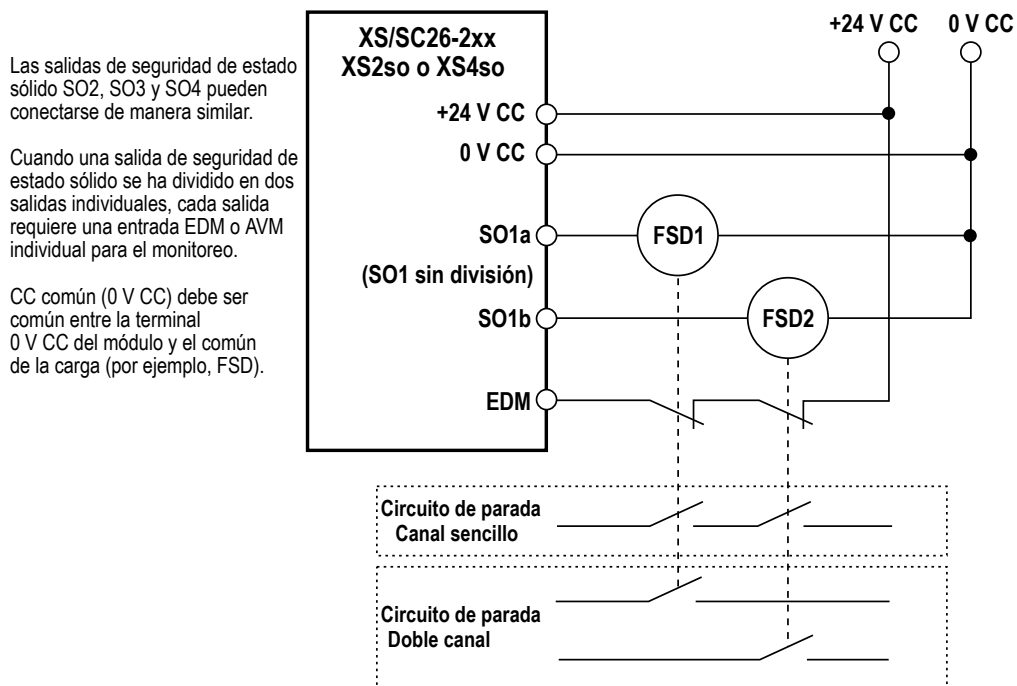 Las salidas de seguridad de estado
sólido SO2, SO3 y SO4 pueden
conectarse de manera similar.
Cuando una salida de seguridad de
estado sólido se ha dividido en dos
salidas individuales, cada salida
requiere una entrada EDM o AVM
individual para el monitoreo.
CC común (0 V CC) debe ser
común entre la terminal
0 V CC del módulo y el común
de la carga (por ejemplo, FSD).
XS/SC26-2xx
XS2so o XS4so
+24 V CC
0 V CC
+24 V CC
0 V CC
SO1a
FSD1
(SO1 sin división)
SO1b
FSD2
EDM
Circuito de parada
Canal sencillo
Circuito de parada
Doble canal